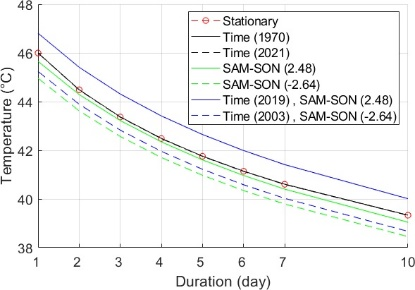 48
46
44
42
40
38
Temperature (°C)
1
2
3
4
5
6
7
10
Duration (day)
Stationary
Time (1970)
Time (2021)
SAM-SON (2.48)
SAM-SON (-2.64)
Time (2019) , SAM-SON (2.48)
Time (2003) , SAM-SON (-2.64)